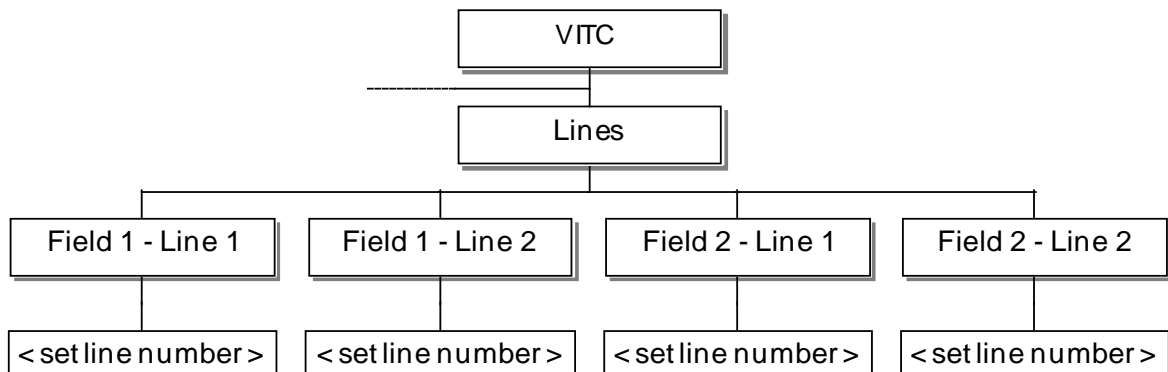 VITC
Lines
Field 1 - Line 1
Field 1 - Line 2
Field 2 - Line 1
Field 2 - Line 2
< set line number >
< set line number >
< set line number >
< set line number >